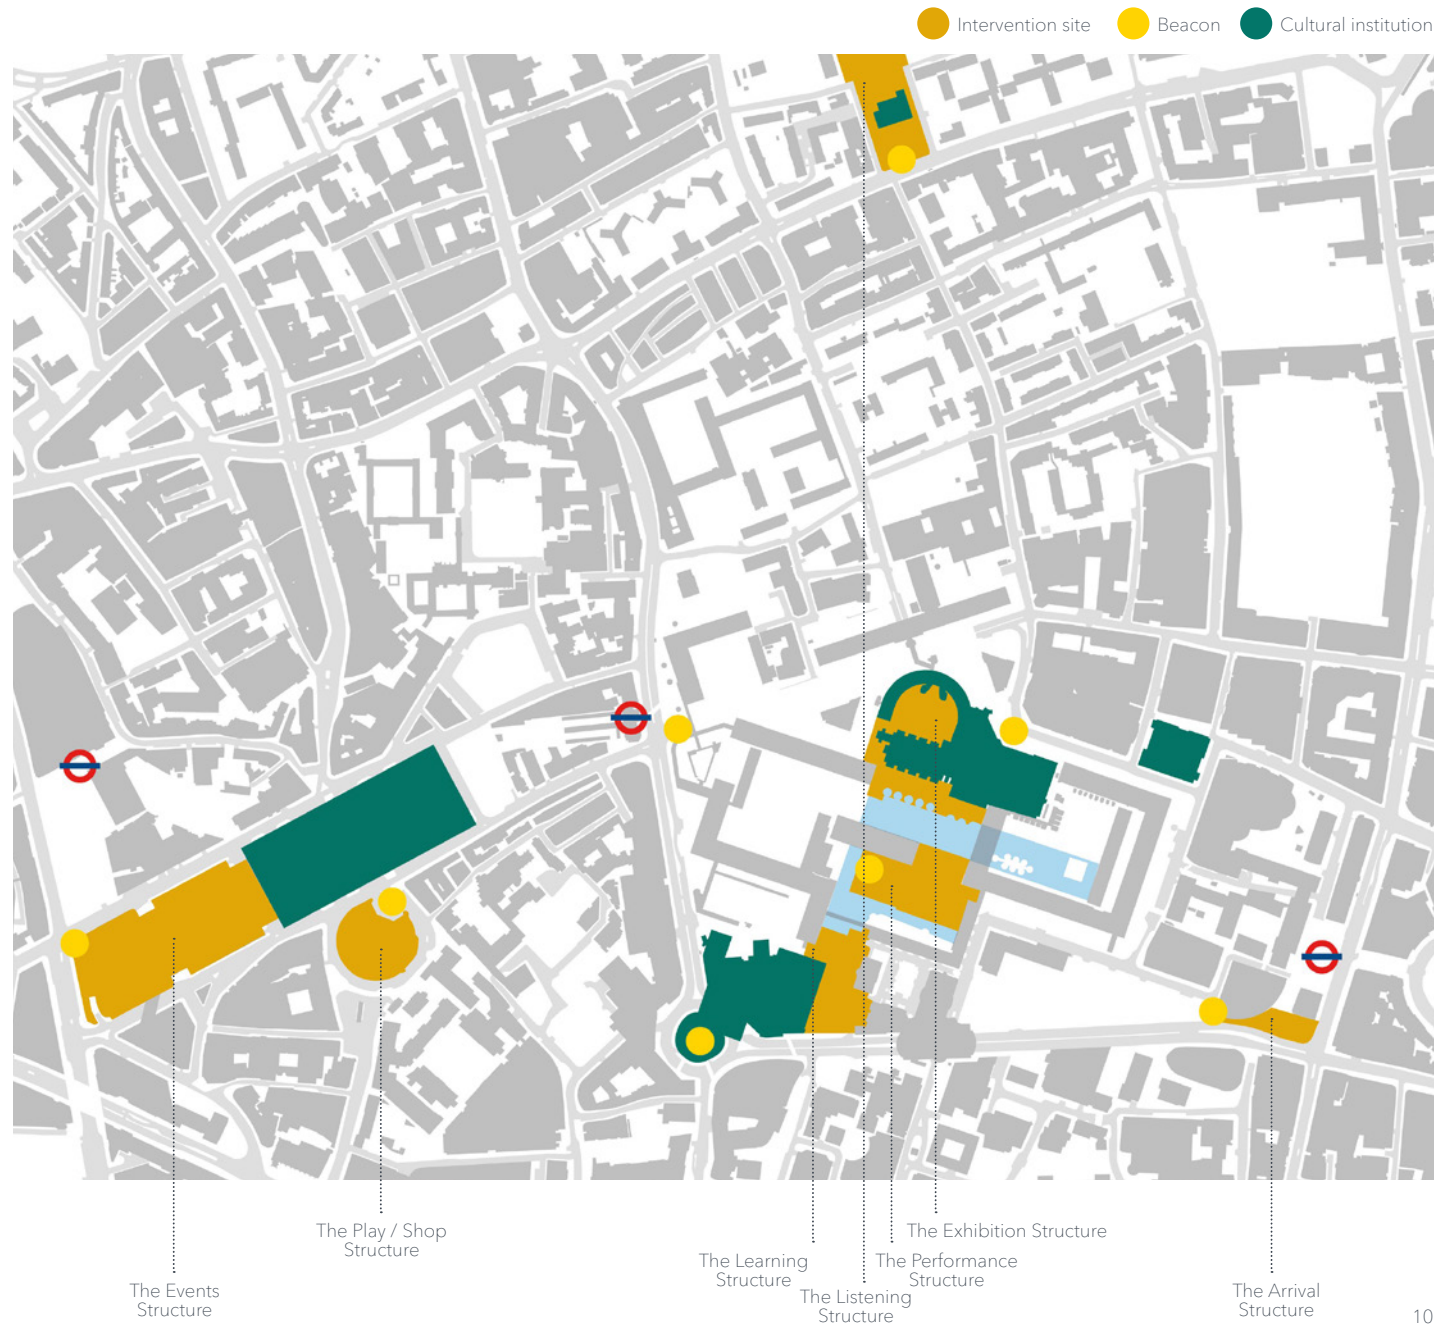 Intervention site
Beacon
Cultural institution
The Play / Shop
Structure
The Exhibition Structure
The Learning
Structure
The Performance
Structure
The Events
Structure
The Listening
Structure
The Arrival
Structure
10